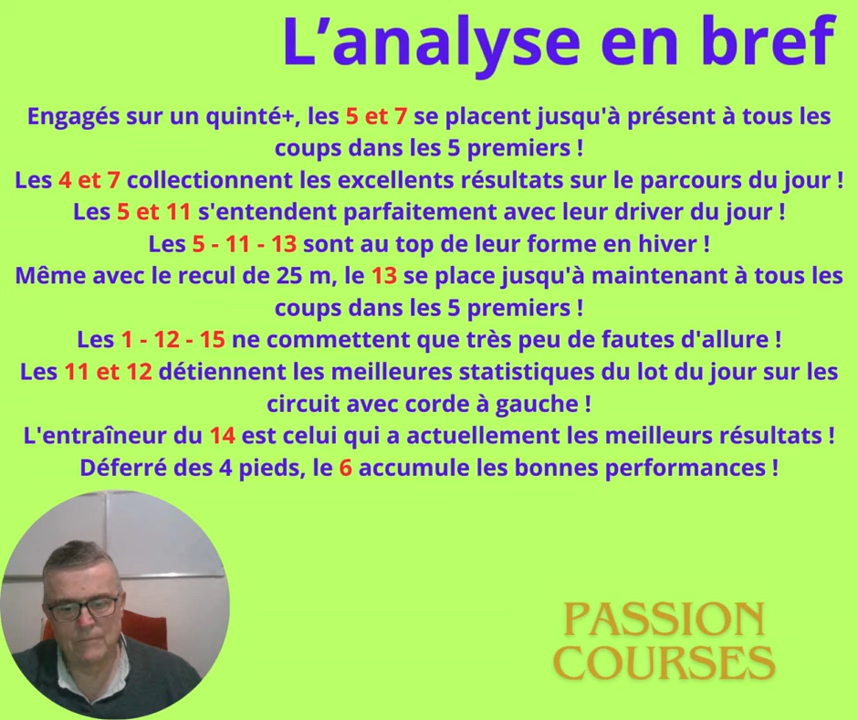 L'analyse en bref
Engagés sur un quinté+, les 5 et 7 se placent jusqu'à présent à tous les
coups dans les 5 premiers !
Les 4 et 7 collectionnent les excellents résultats sur le parcours du jour !
Les 5 et 11 s'entendent parfaitement avec leur driver du jour !
Les 5 - 11 - 13 sont au top de leur forme en hiver !
Même avec le recul de 25 m, le 13 se place jusqu'à maintenant à tous les
coups dans les 5 premiers !
Les 1 - 12 - 15 ne commettent que très peu de fautes d'allure !
Les 11 et 12 détiennent les meilleures statistiques du lot du jour sur les
circuit avec corde à gauche !
L'entraîneur du 14 est celui qui a actuellement les meilleurs résultats !
Déferré des 4 pieds, le 6 accumule les bonnes performances !
PASSION
COURSES